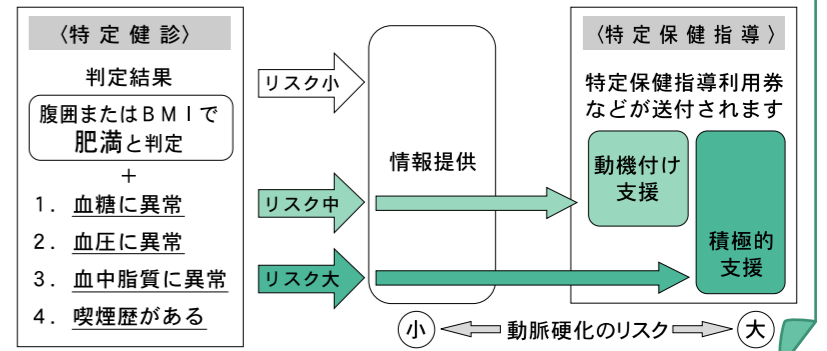 〈特定健診〉
判定結果
腹囲またはBMIで
肥満と判定
+
1. 血糖に異常
2. 血圧に異常
3. 血中脂質に異常
4. 喫煙歴がある
リスク小
リスク中
リスク大
情報提供
〈特定保健指導〉
特定保健指導利用券
などが送付されます
動機付け
支援
積極的
支援
小 動脈硬化のリスク 大